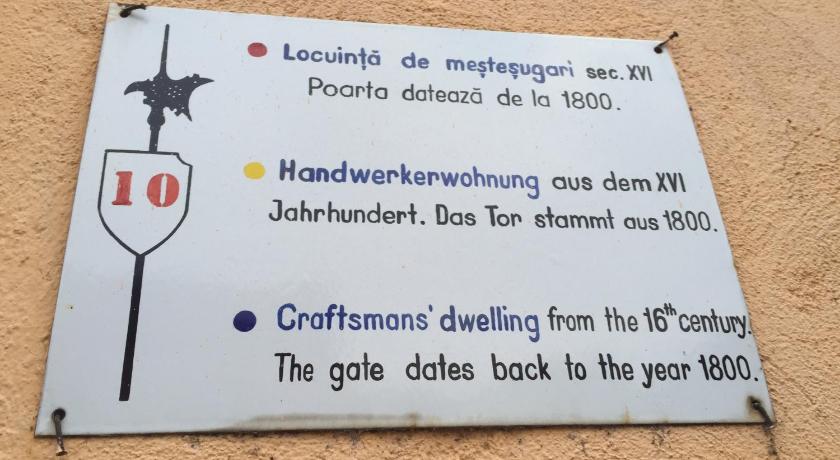 10
Locuință de meșteșugari sec. XVI
Poarta datează de la 1800.
Handwerkerwohnung aus dem XVI
Jahrhundert. Das Tor stammt aus 1800.
Craftsmans' dwelling from the 16th century.
The gate dates back to the year 1800.